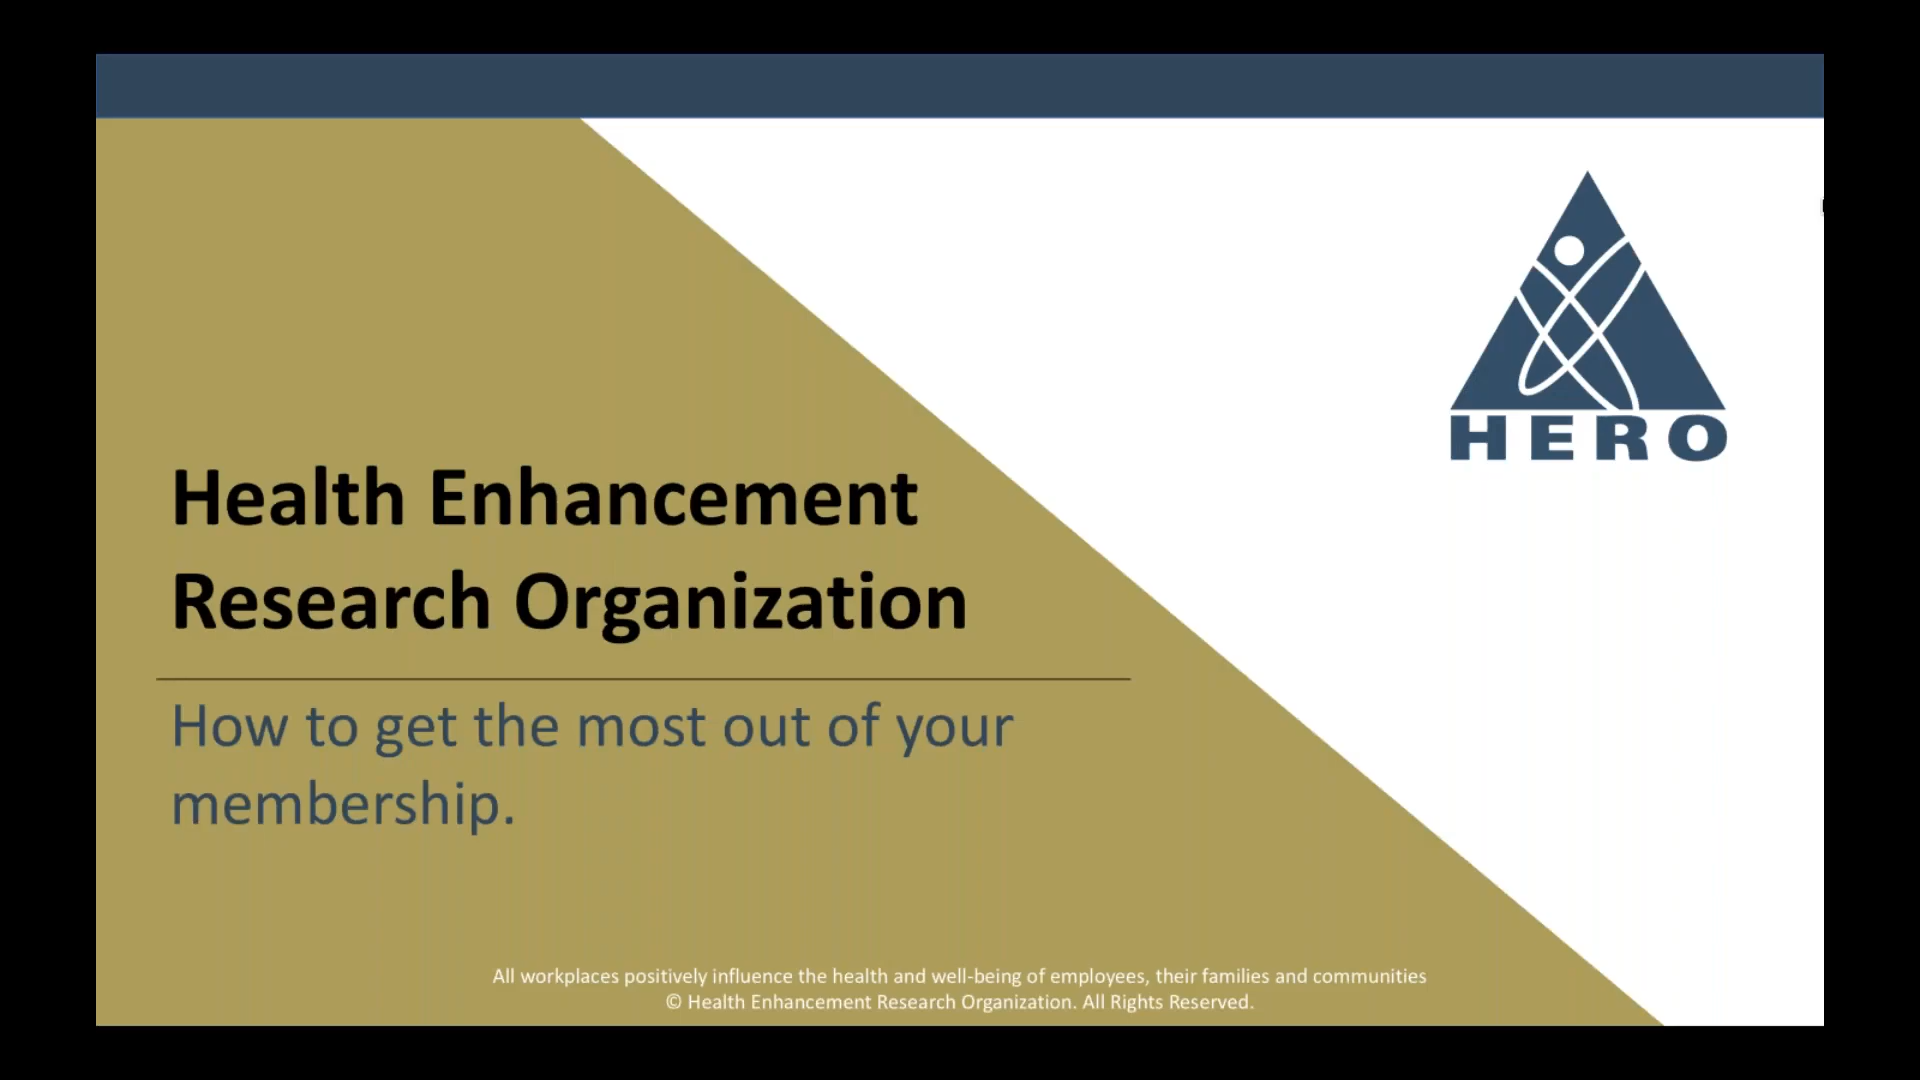 HERO
Health Enhancement
Research Organization
How to get the most out of your
membership.
All workplaces positively influence the health and well-being of employees, their families and communities
© Health Enhancement Research Organization. All Rights Reserved.